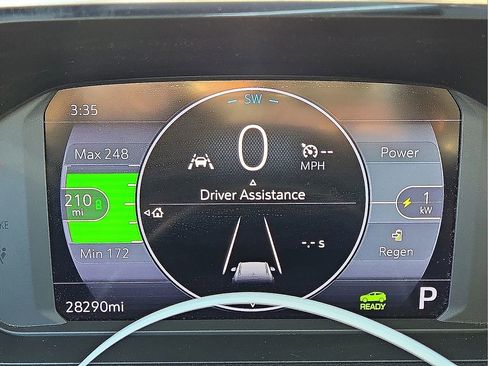 SW
3:35
Max 248
0
--
MPH
Power
Driver Assistance
210 B
mi
1
kW
-.- s
Min 172
Regen
28290mi
READY
P